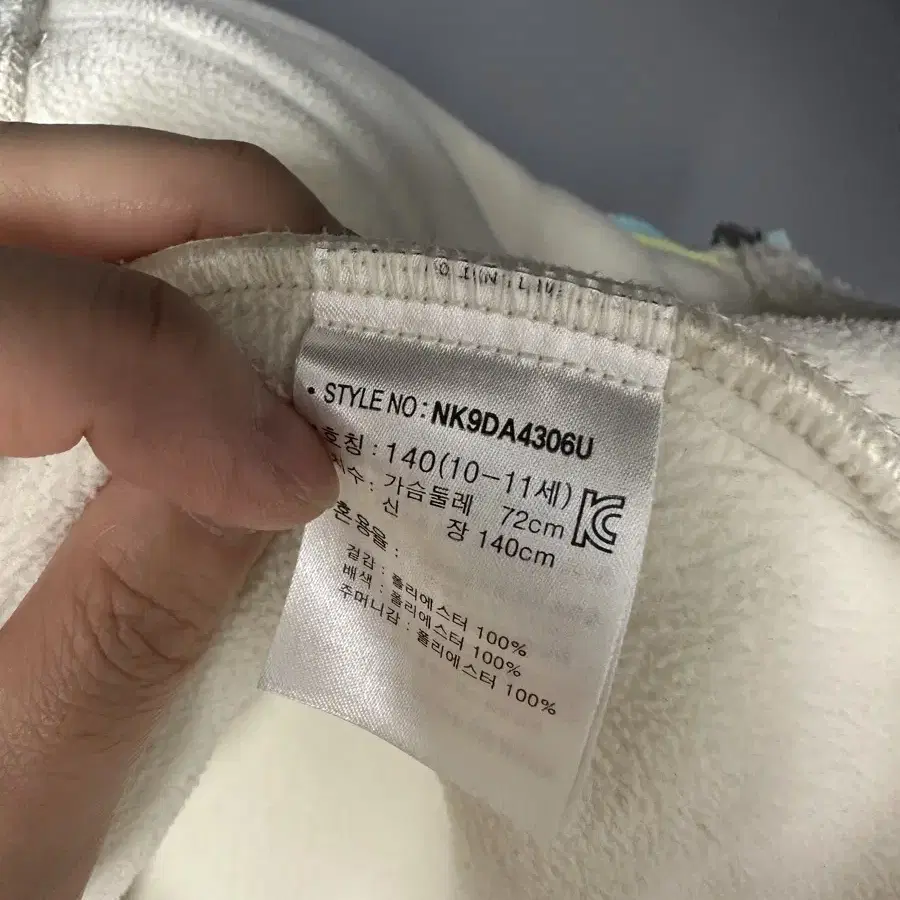 • STYLE NO : NK9DA4306U
호칭 : 140(10-11세)
치수 : 가슴둘레 72cm
신 장 140cm
혼용율 :
겉감 : 폴리에스터 100%
배색 : 폴리에스터 100%
주머니감 : 폴리에스터 100%
KC